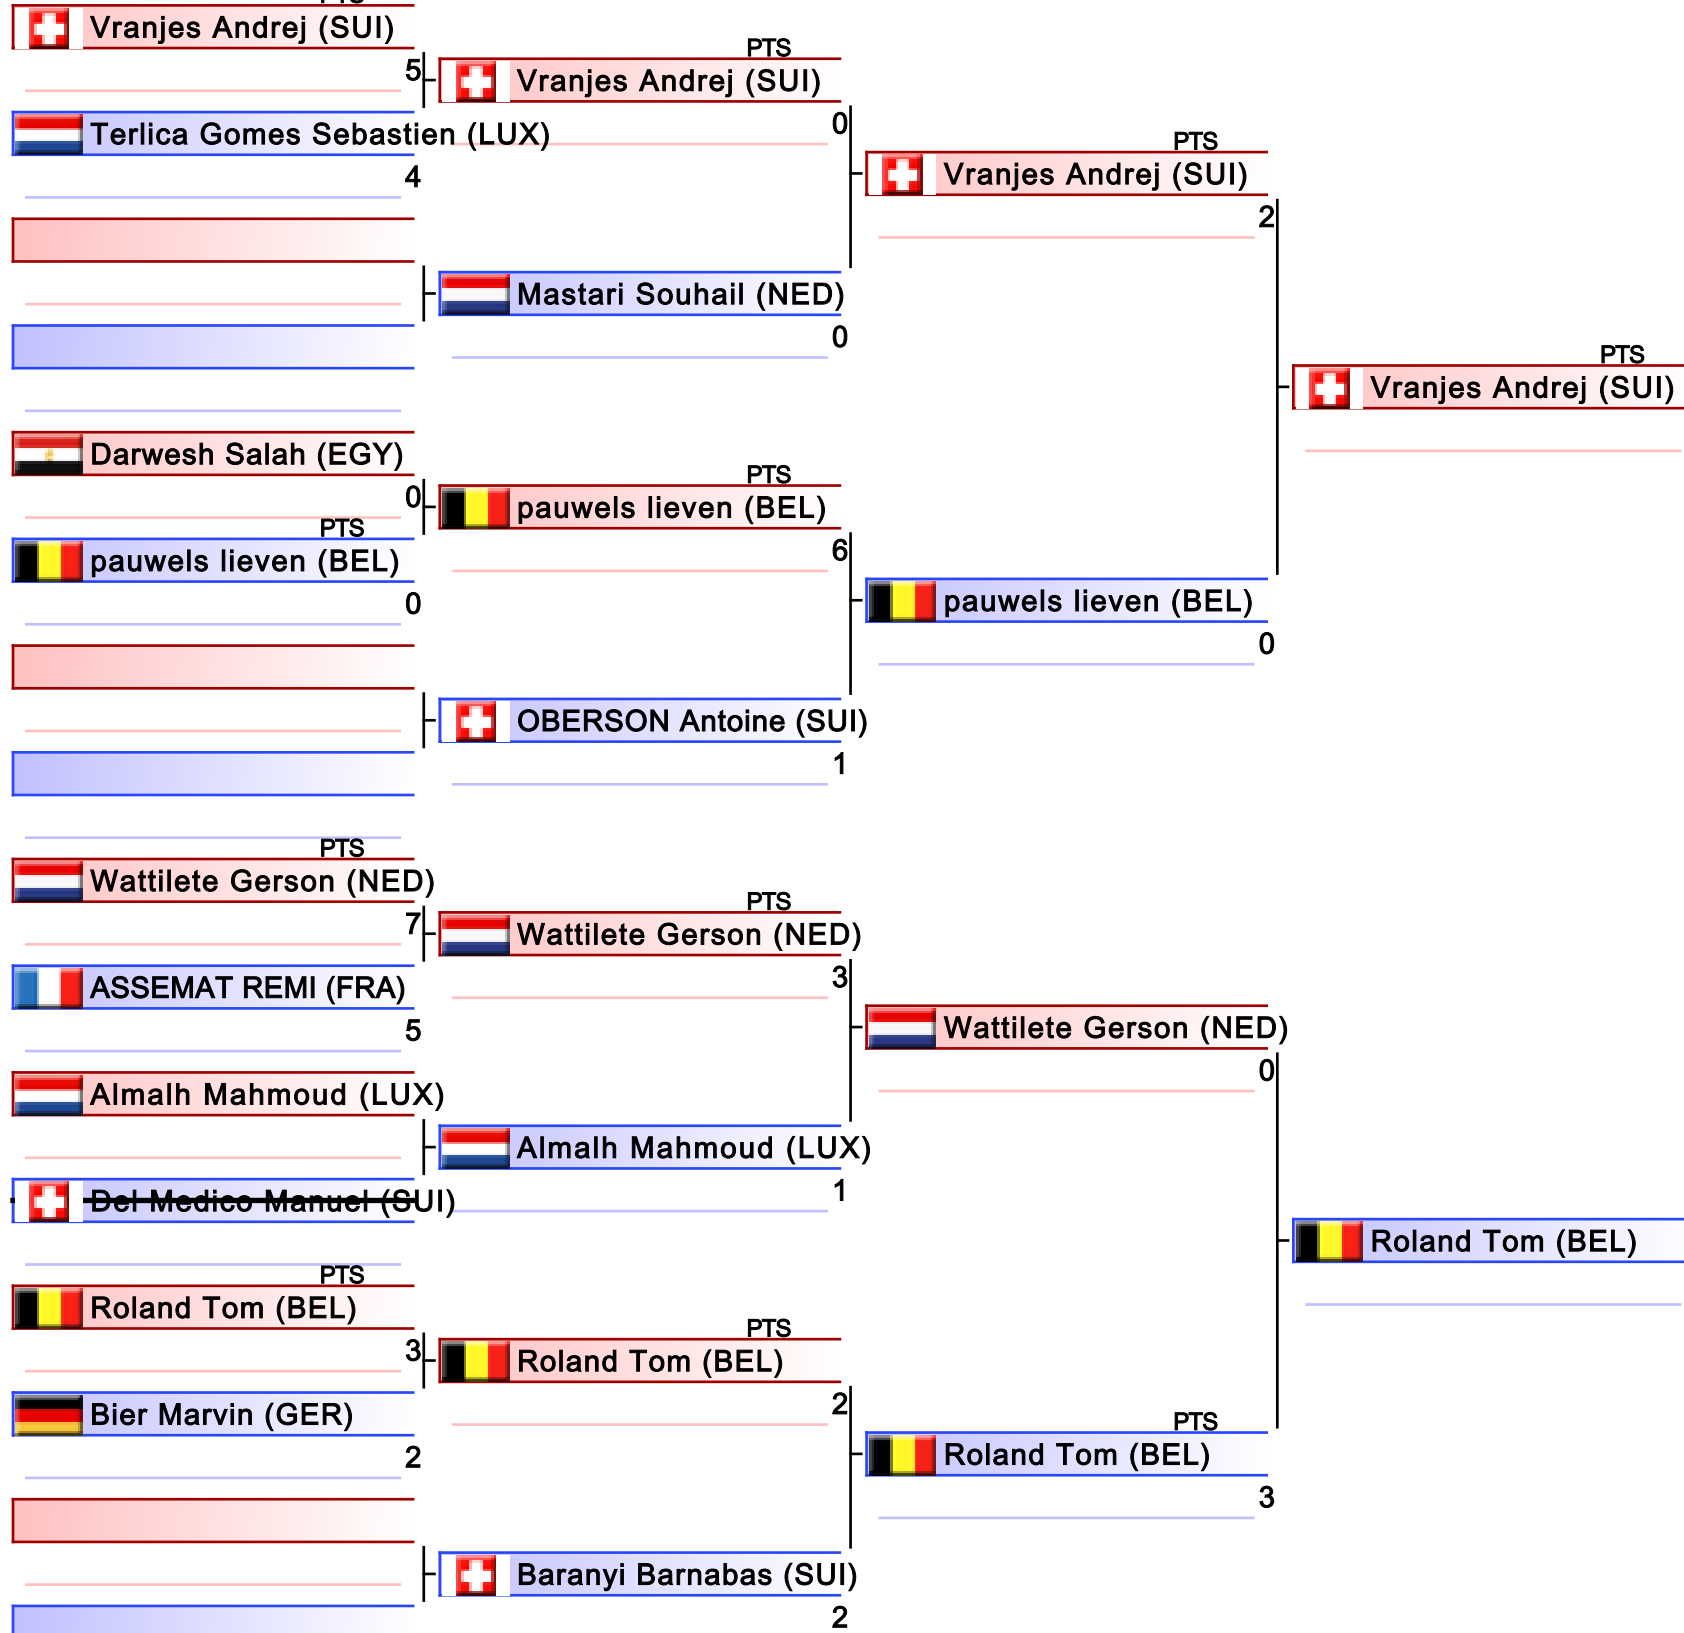 PTS
Vranjes Andrej (SUI)
5
Terlica Gomes Sebastien (LUX)
4
Darwesh Salah (EGY)
0
PTS
pauwels lieven (BEL)
0
PTS
Wattilete Gerson (NED)
7
ASSEMAT REMI (FRA)
5
Almalh Mahmoud (LUX)
Del Medico Manuel (SUI)
PTS
Roland Tom (BEL)
3
Bier Marvin (GER)
2
PTS
Vranjes Andrej (SUI)
0
Mastari Souhail (NED)
0
PTS
pauwels lieven (BEL)
6
OBERSON Antoine (SUI)
1
PTS
Wattilete Gerson (NED)
3
Almalh Mahmoud (LUX)
1
PTS
Roland Tom (BEL)
2
Baranyi Barnabas (SUI)
2
PTS
Vranjes Andrej (SUI)
2
pauwels lieven (BEL)
0
Wattilete Gerson (NED)
0
PTS
Roland Tom (BEL)
3
PTS
Vranjes Andrej (SUI)
Roland Tom (BEL)